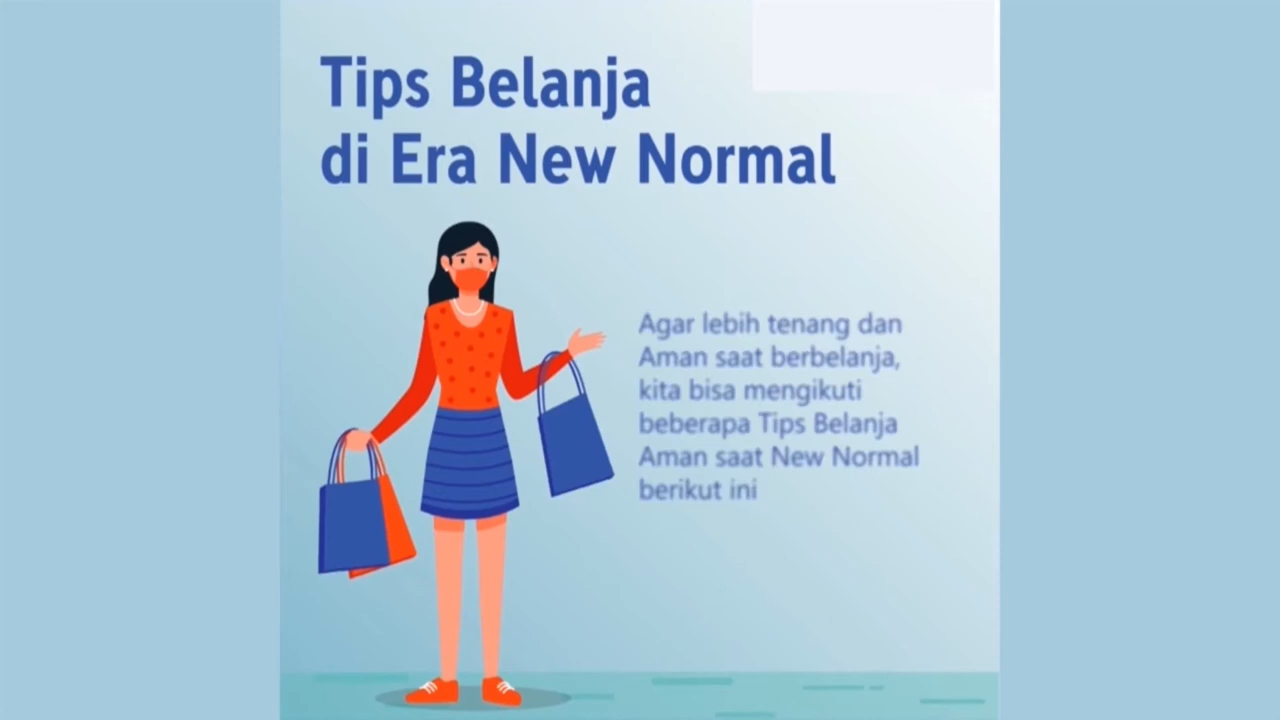 Tips Belanja
di Era New Normal
Agar lebih tenang dan
Aman saat berbelanja,
kita bisa mengikuti
beberapa Tips Belanja
Aman saat New Normal
berikut ini